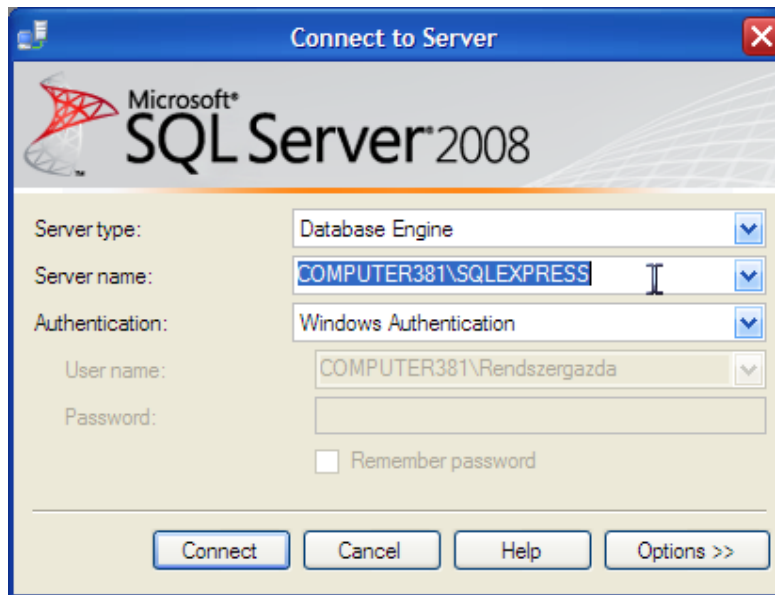 Connect to Server
Microsoft®
SQL Server® 2008
™
Server type: Database Engine
Server name: COMPUTER381\SQLEXPRESS
Authentication: Windows Authentication
User name: COMPUTER381\Rendszergazda
Password:
Remember password
Connect Cancel Help Options >>